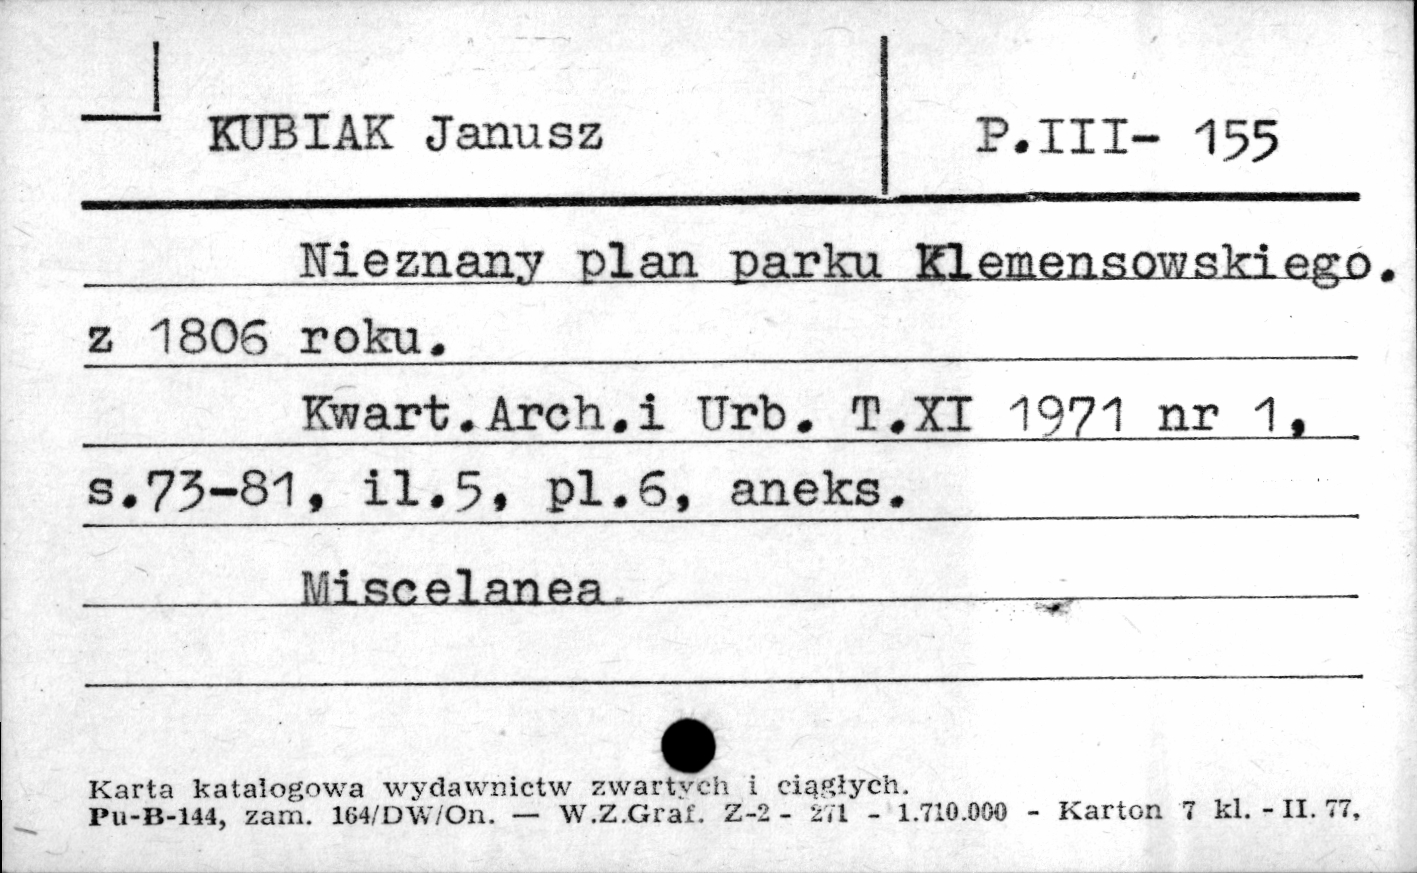 KUBIAK Janusz
P.III- 155
Nieznany plan parku Klemensowskiego.
z 1806 roku.
Kwart.Arch.i Urb. T.XI 1971 nr 1,
s.73-81, il.5, pl.6, aneks.
Miscelanea.
Karta katalogowa wydawnictw zwartych i ciągłych.
Pu-B-144, zam. 164/DW/On. — W.Z.Graf. Z-2 - 271 - 1.710.000 - Karton 7 kl. - II. 77,